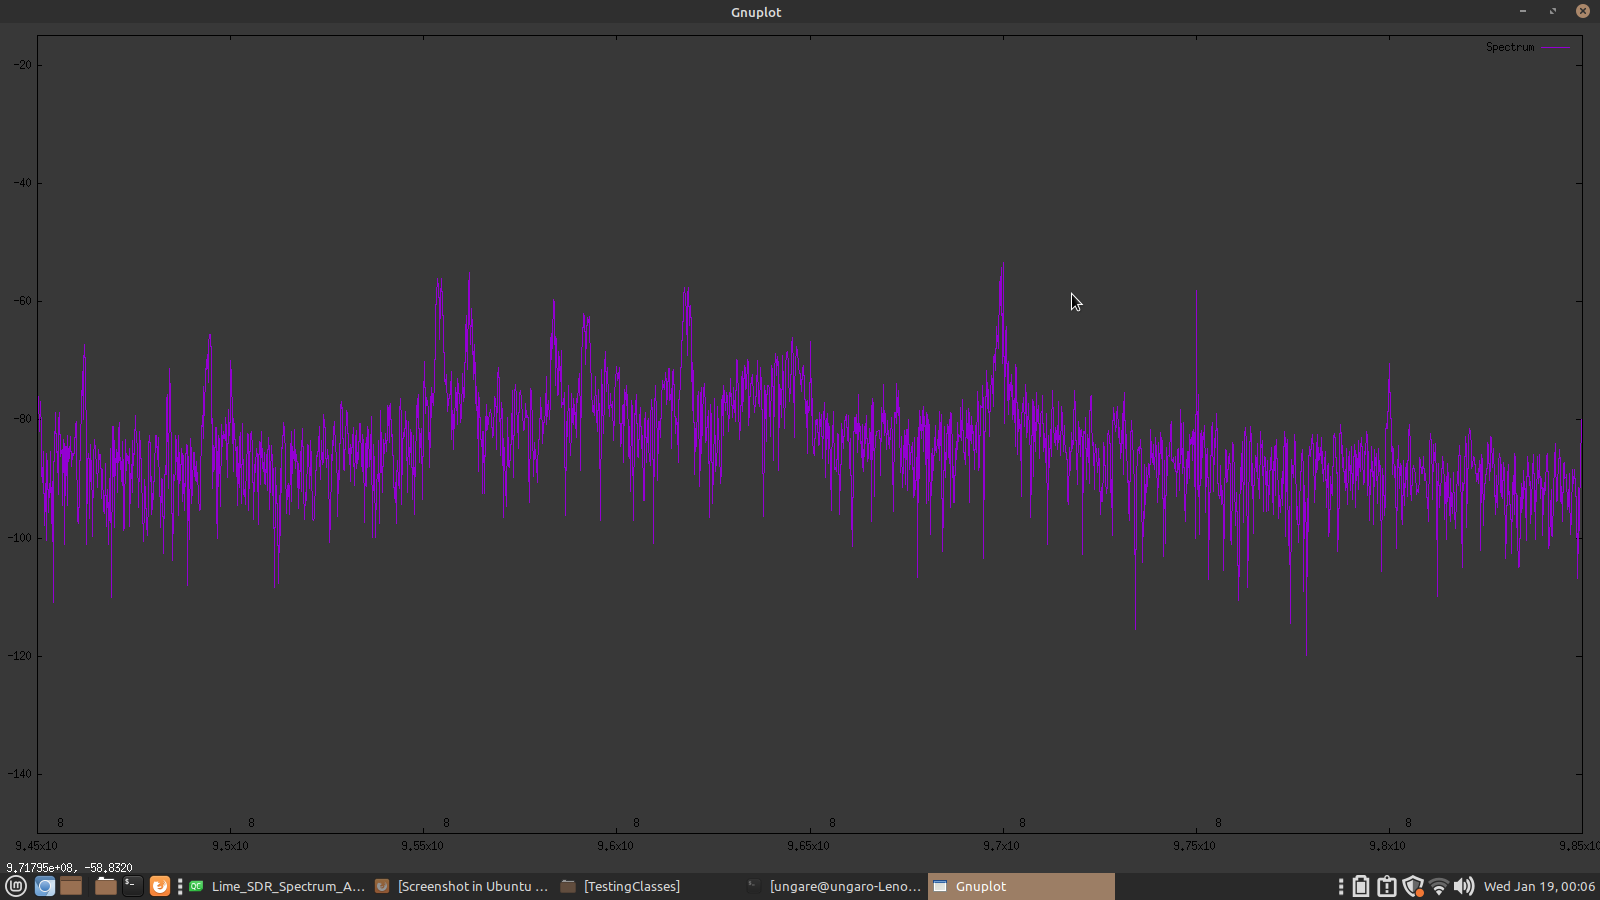 Gnuplot
Spectrum
-20
-40
-60
-80
-100
-120
-140
8 8 8 8 8 8 8 8
9.45x10 9.5x10 9.55x10 9.6x10 9.65x10 9.7x10 9.75x10 9.8x10 9.85x10
9.71795e+08, -58.8320
Lime_SDR_Spectrum_A... [Screenshot in Ubuntu ... [TestingClasses] [ungare@ungaro-Leno... Gnuplot Wed Jan 19, 00:06